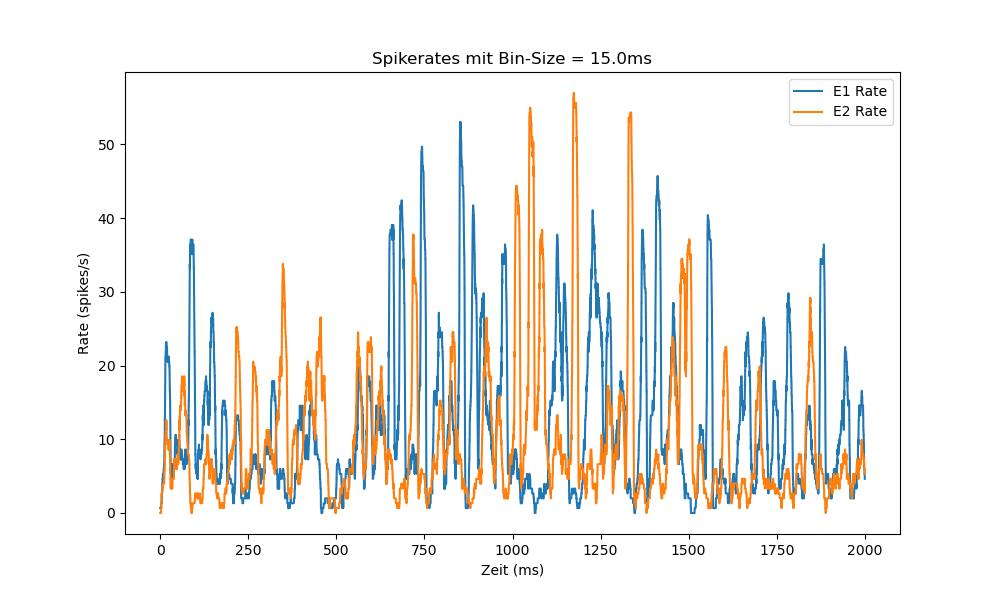 Spikerates mit Bin-Size = 15.0ms
E1 Rate
E2 Rate
Rate (spikes/s)
50
40
30
20
10
0
0 250 500 750 1000 1250 1500 1750 2000
Zeit (ms)